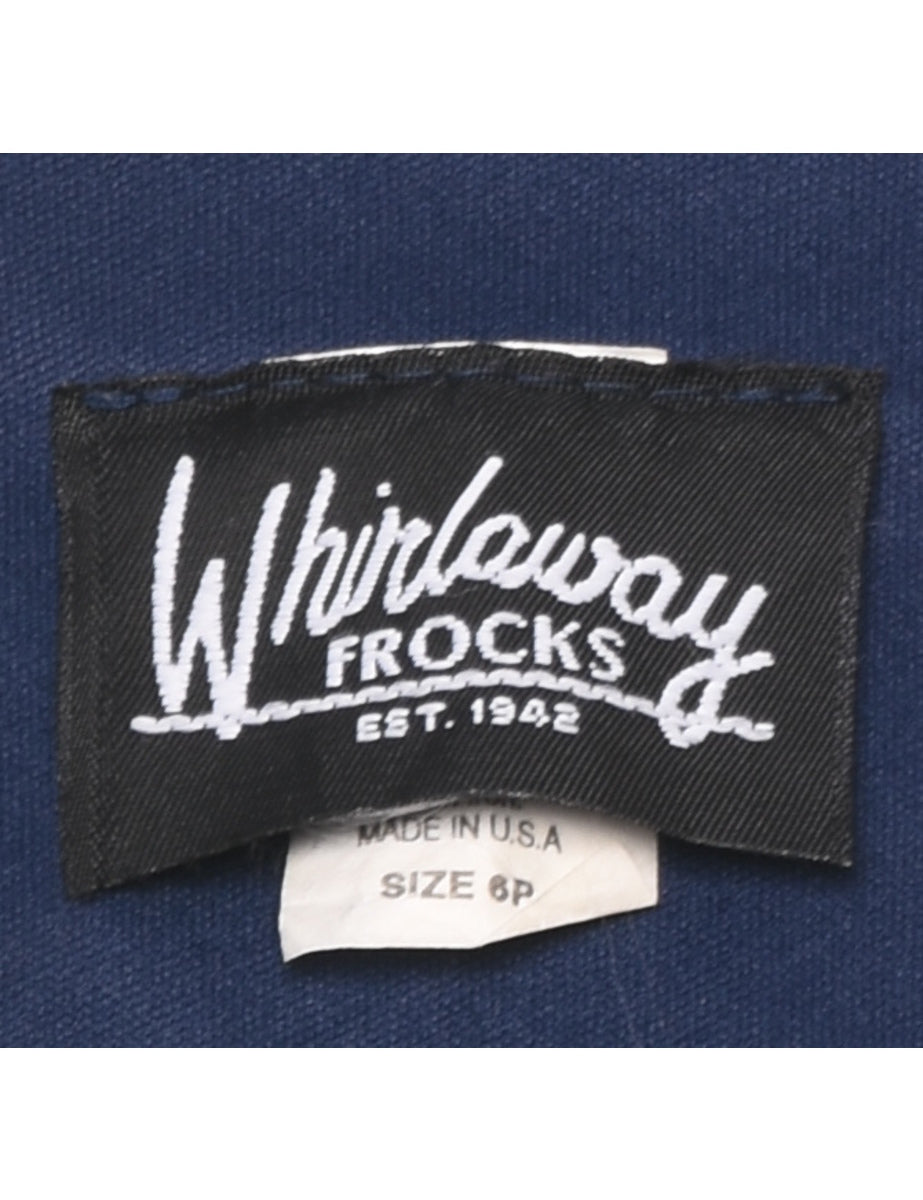 Whirlaway
FROCKS
EST. 1942
MADE IN U.S.A
SIZE 6P